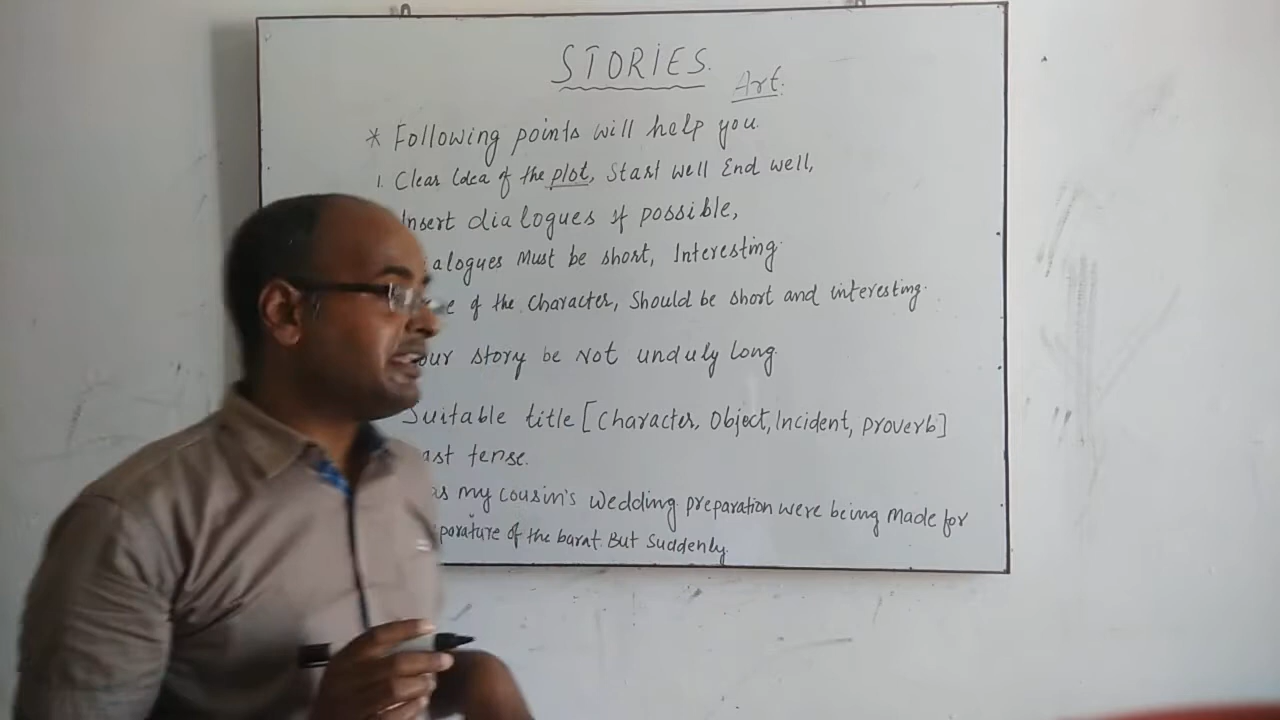 STORIES.
Art.
* Following points will help you.
1. Clear Idea of the plot, Start well End well,
Insert dialogues if possible,
alogues Must be short, Interesting.
e of the Character, Should be short and interesting.
our story be Not unduly long.
Suitable title [Character, Object, Incident, proverb]
ast tense.
as my cousin's wedding preparation were being made for
parature of the barat. But Suddenly.